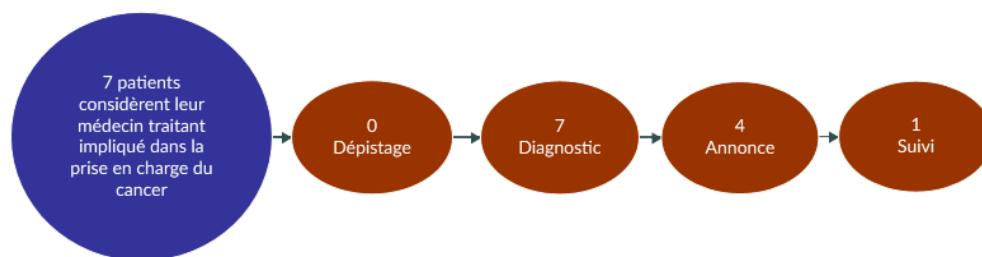 7 patients
considèrent leur
médecin traitant
impliqué dans la
prise en charge du
cancer
0
Dépistage
7
Diagnostic
4
Annonce
1
Suivi